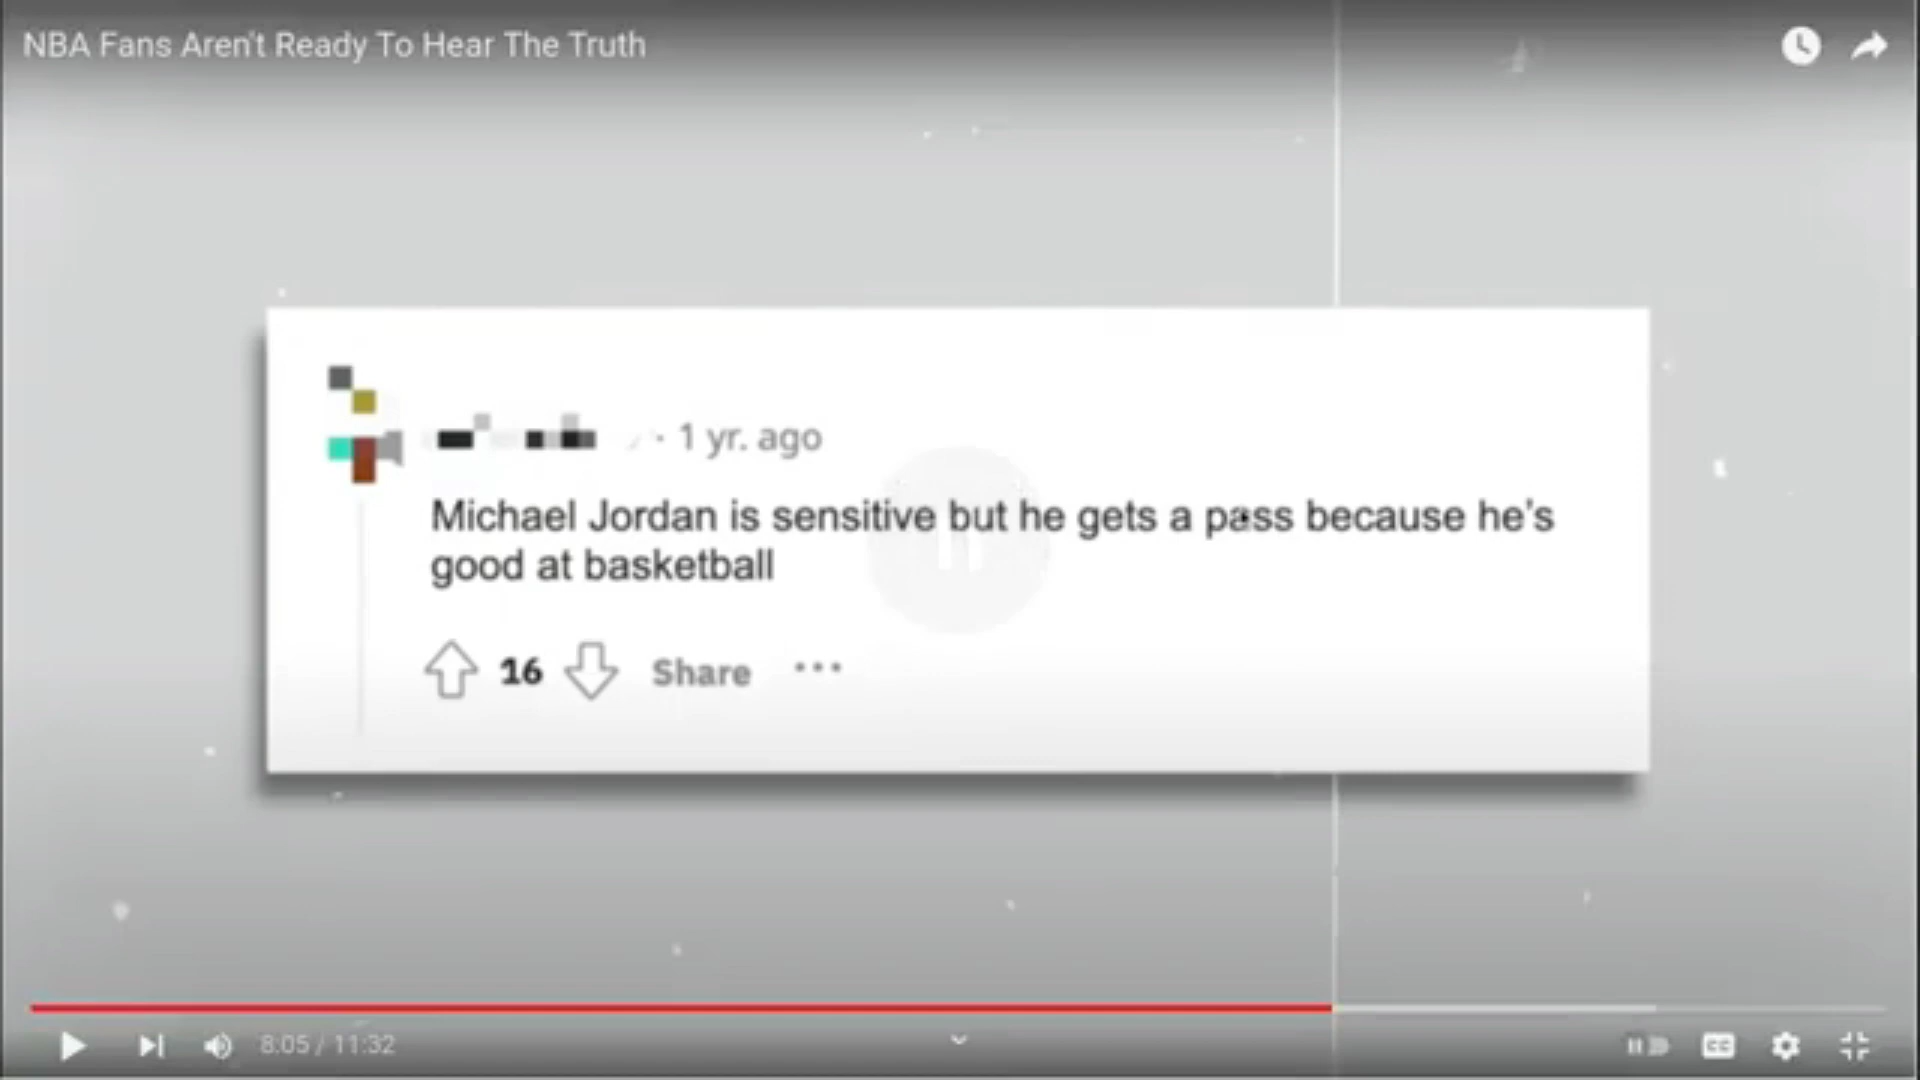 NBA Fans Aren't Ready To Hear The Truth
· 1 yr. ago
Michael Jordan is sensitive but he gets a pass because he's
good at basketball
16 Share ···
8:05 / 11:32
CC